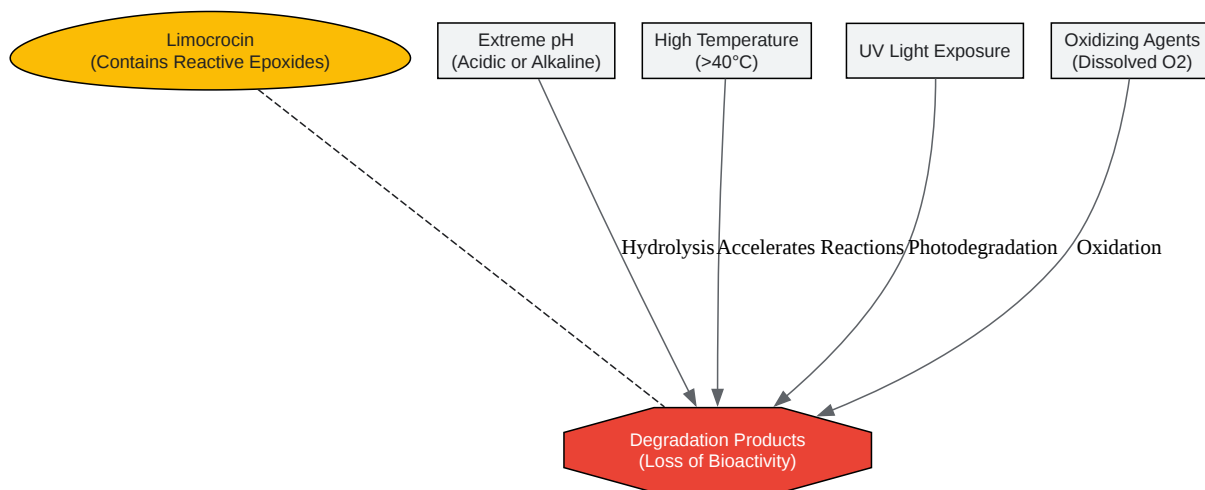 Limocrocin
(Contains Reactive Epoxides)
Extreme pH
(Acidic or Alkaline)
High Temperature
(>40°C)
UV Light Exposure
Oxidizing Agents
(Dissolved O2)
Hydrolysis
Accelerates Reactions
Photodegradation
Oxidation
Degradation Products
(Loss of Bioactivity)